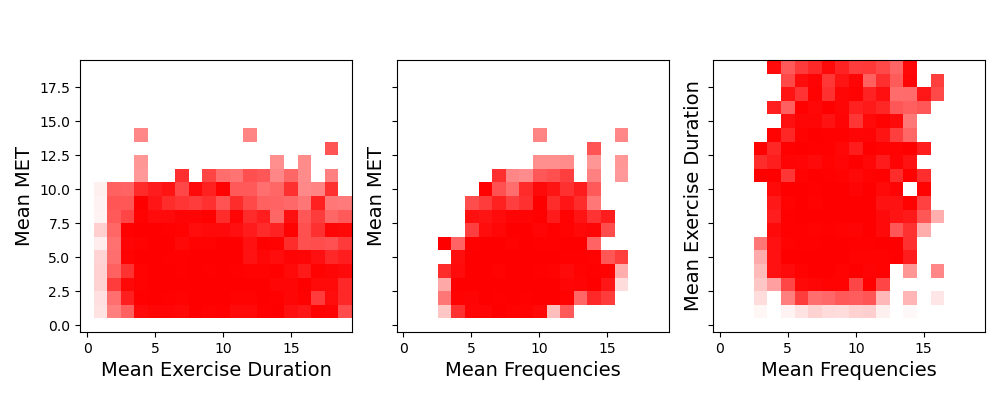 Mean MET
17.5
15.0
12.5
10.0
7.5
5.0
2.5
0.0
0 5 10 15
Mean Exercise Duration
Mean MET
0 5 10 15
Mean Frequencies
Mean Exercise Duration
0 5 10 15
Mean Frequencies